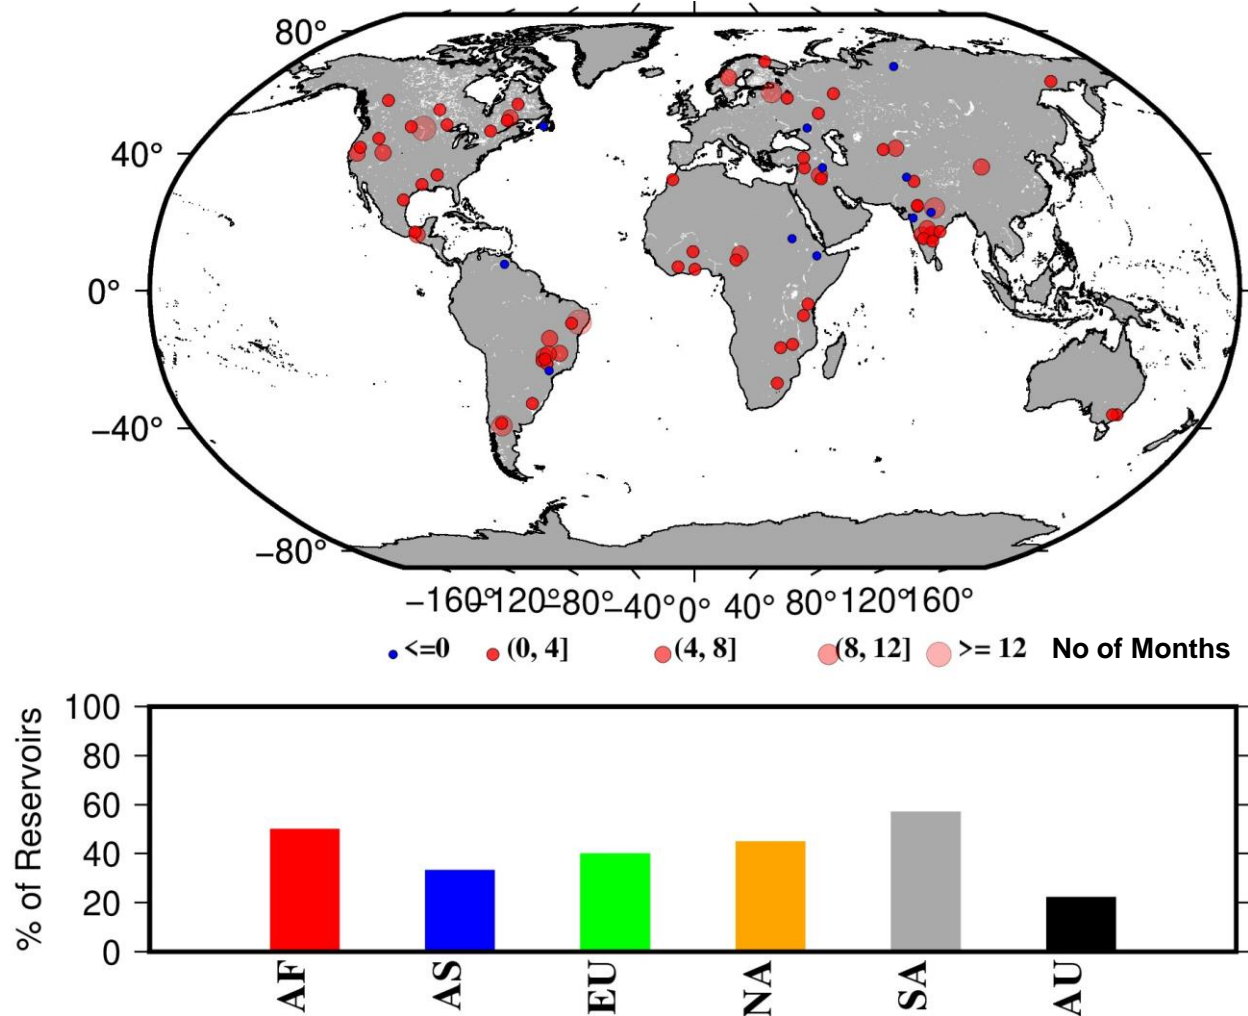 80°
40°
0°
−40°
−80°
−160° −120° −80° −40° 0° 40° 80° 120° 160°
<=0 (0, 4] (4, 8] (8, 12] >= 12 No of Months
% of Reservoirs
100
80
60
40
20
0
AF AS EU NA SA AU